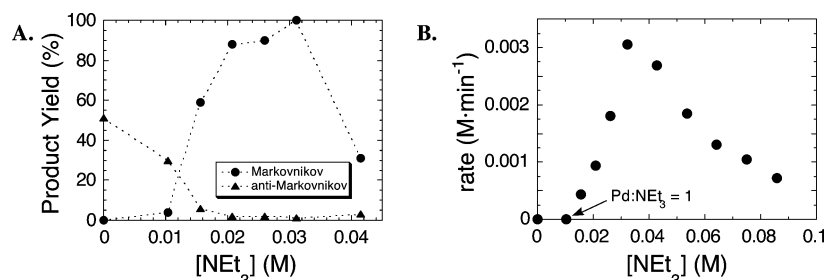 A.
Product Yield (%)
100
80
60
40
20
0
Markovnikov
anti-Markovnikov
0 0.01 0.02 0.03 0.04
[NEt3] (M)
B.
rate (M·min-1)
0.003
0.002
0.001
0
Pd:NEt3 = 1
0 0.02 0.04 0.06 0.08 0.1
[NEt3] (M)